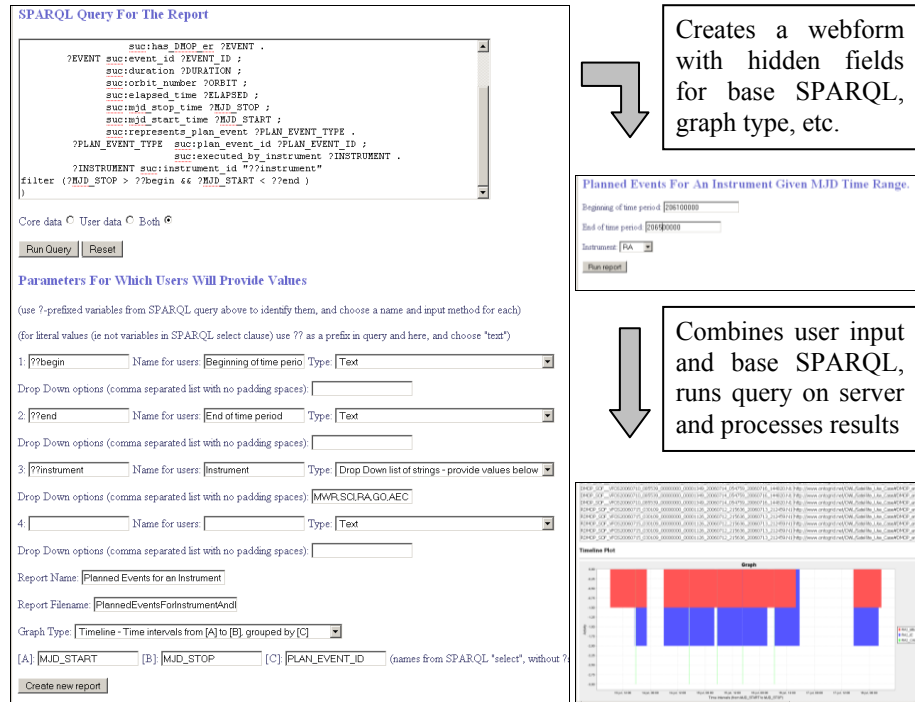 SPARQL Query For The Report
suc:has_DMOP_er ?EVENT .
?EVENT suc:event_id ?EVENT_ID ;
suc:duration ?DURATION ;
suc:orbit_number ?ORBIT ;
suc:elapsed_time ?ELAPSED ;
suc:mjd_stop_time ?MJD_STOP ;
suc:mjd_start_time ?MJD_START ;
suc:represents_plan_event ?PLAN_EVENT_TYPE .
?PLAN_EVENT_TYPE suc:plan_event_id ?PLAN_EVENT_ID ;
suc:executed_by_instrument ?INSTRUMENT .
?INSTRUMENT suc:instrument_id "??instrument"
filter (?MJD_STOP > ??begin && ?MJD_START < ??end )
)
Core data User data Both
Run Query Reset
Parameters For Which Users Will Provide Values
(use ?-prefixed variables from SPARQL query above to identify them, and choose a name and input method for each)
(for literal values (ie not variables in SPARQL select clause) use ?? as a prefix in query and here, and choose "text")
1: ??begin Name for users: Beginning of time perio Type: Text
Drop Down options (comma separated list with no padding spaces):
2: ??end Name for users: End of time period Type: Text
Drop Down options (comma separated list with no padding spaces):
3: ??instrument Name for users: Instrument Type: Drop Down list of strings - provide values below
Drop Down options (comma separated list with no padding spaces): MWR,SCI,RA,GO,AEC
4: Name for users: Type: Text
Drop Down options (comma separated list with no padding spaces):
Report Name: Planned Events for an Instrument
Report Filename: PlannedEventsForInstrumentAndI
Graph Type: Timeline - Time intervals from [A] to [B], grouped by [C]
[A]: MJD_START [B]: MJD_STOP [C]: PLAN_EVENT_ID (names from SPARQL "select", without ?
Create new report
Creates a webform
with hidden fields
for base SPARQL,
graph type, etc.
Planned Events For An Instrument Given MJD Time Range.
Beginning of time period: 206100000
End of time period: 206500000
Instrument: RA
Run report
Combines user input
and base SPARQL,
runs query on server
and processes results
Timeline Plot
Graph